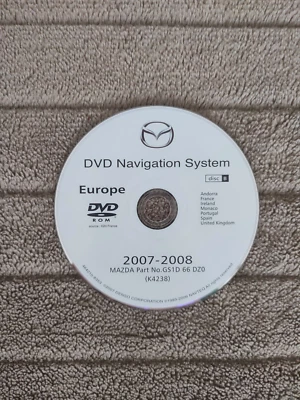 DVD Navigation System
disc
Europe
DVD
ROM
Andorra
France
Ireland
Monaco
Portugal
Spain
United Kingdom
2007-2008
MAZDA Part No.GS1D 66 DZ0
(K4238)